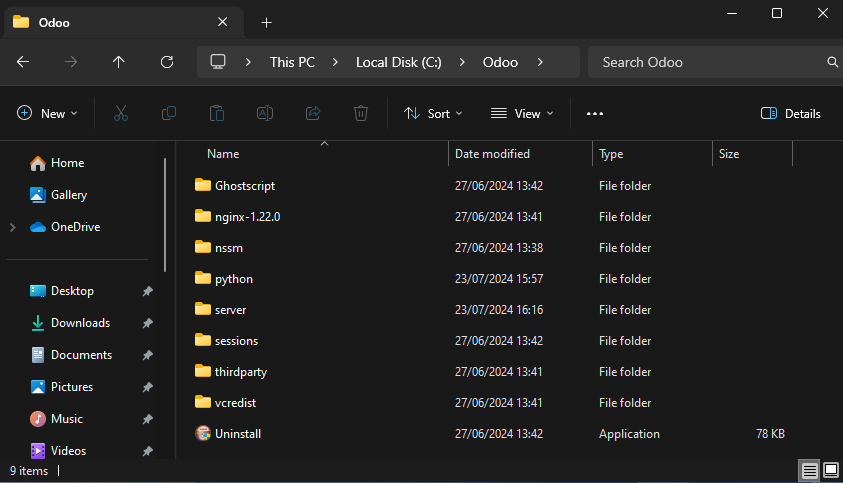 Odoo
This PC > Local Disk (C:) > Odoo >
Search Odoo
New
Sort
View
Details
Home
Gallery
OneDrive
Desktop
Downloads
Documents
Pictures
Music
Videos
Name Date modified Type Size
Ghostscript 27/06/2024 13:42 File folder
nginx-1.22.0 27/06/2024 13:41 File folder
nssm 27/06/2024 13:38 File folder
python 23/07/2024 15:57 File folder
server 23/07/2024 16:16 File folder
sessions 27/06/2024 13:42 File folder
thirdparty 27/06/2024 13:41 File folder
vcredist 27/06/2024 13:41 File folder
Uninstall 27/06/2024 13:42 Application 78 KB
9 items